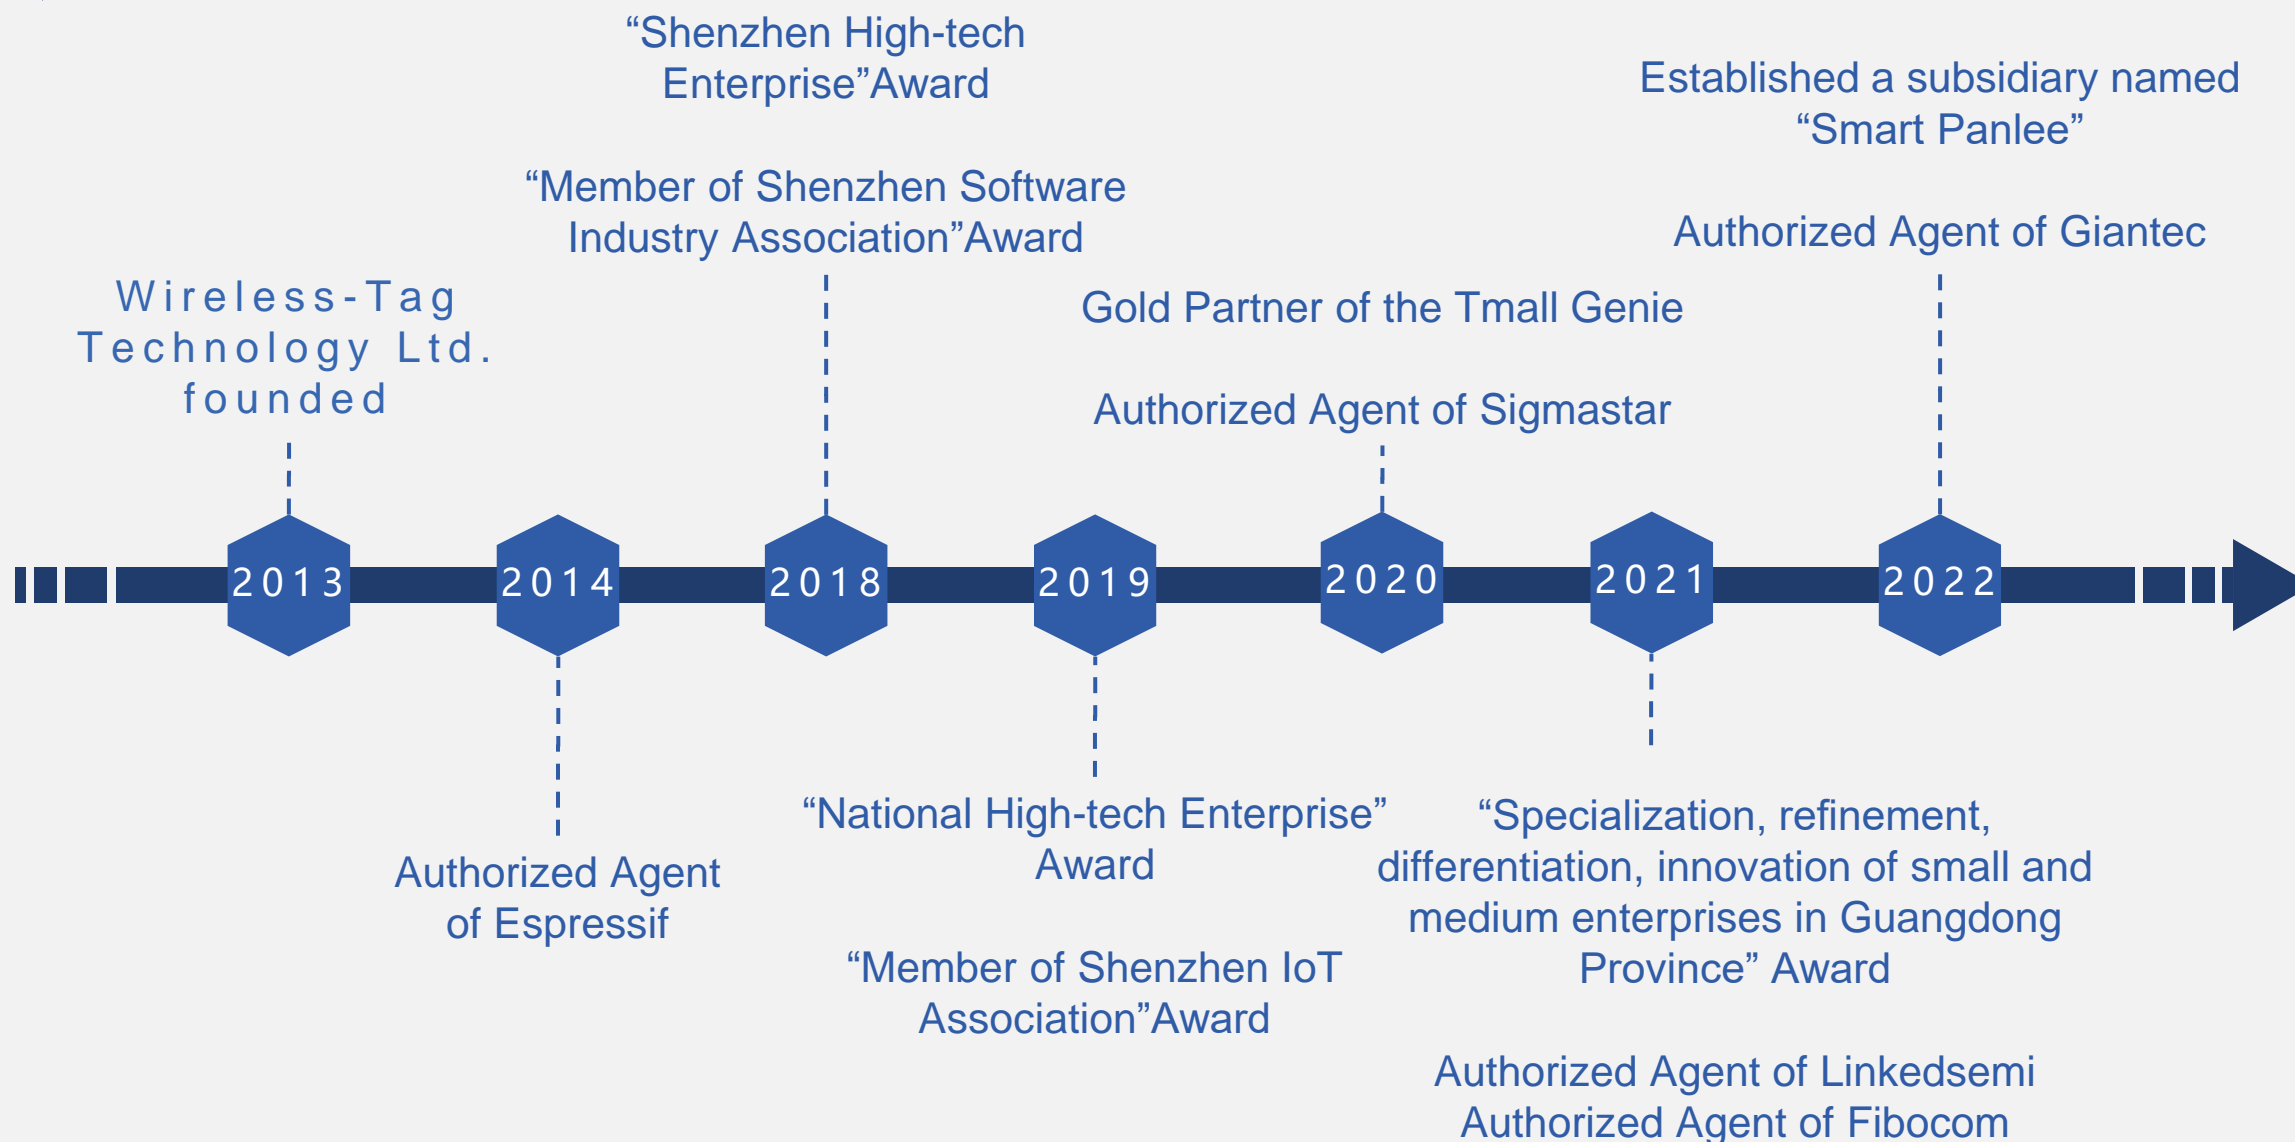 “Shenzhen High-tech
Enterprise”Award
“Member of Shenzhen Software
Industry Association”Award
Established a subsidiary named
“Smart Panlee”
Authorized Agent of Giantec
Wireless-Tag
Technology Ltd.
founded
Gold Partner of the Tmall Genie
Authorized Agent of Sigmastar
2013
2014
2018
2019
2020
2021
2022
Authorized Agent
of Espressif
“National High-tech Enterprise”
Award
“Member of Shenzhen IoT
Association”Award
“Specialization, refinement,
differentiation, innovation of small and
medium enterprises in Guangdong
Province” Award
Authorized Agent of Linkedsemi
Authorized Agent of Fibocom